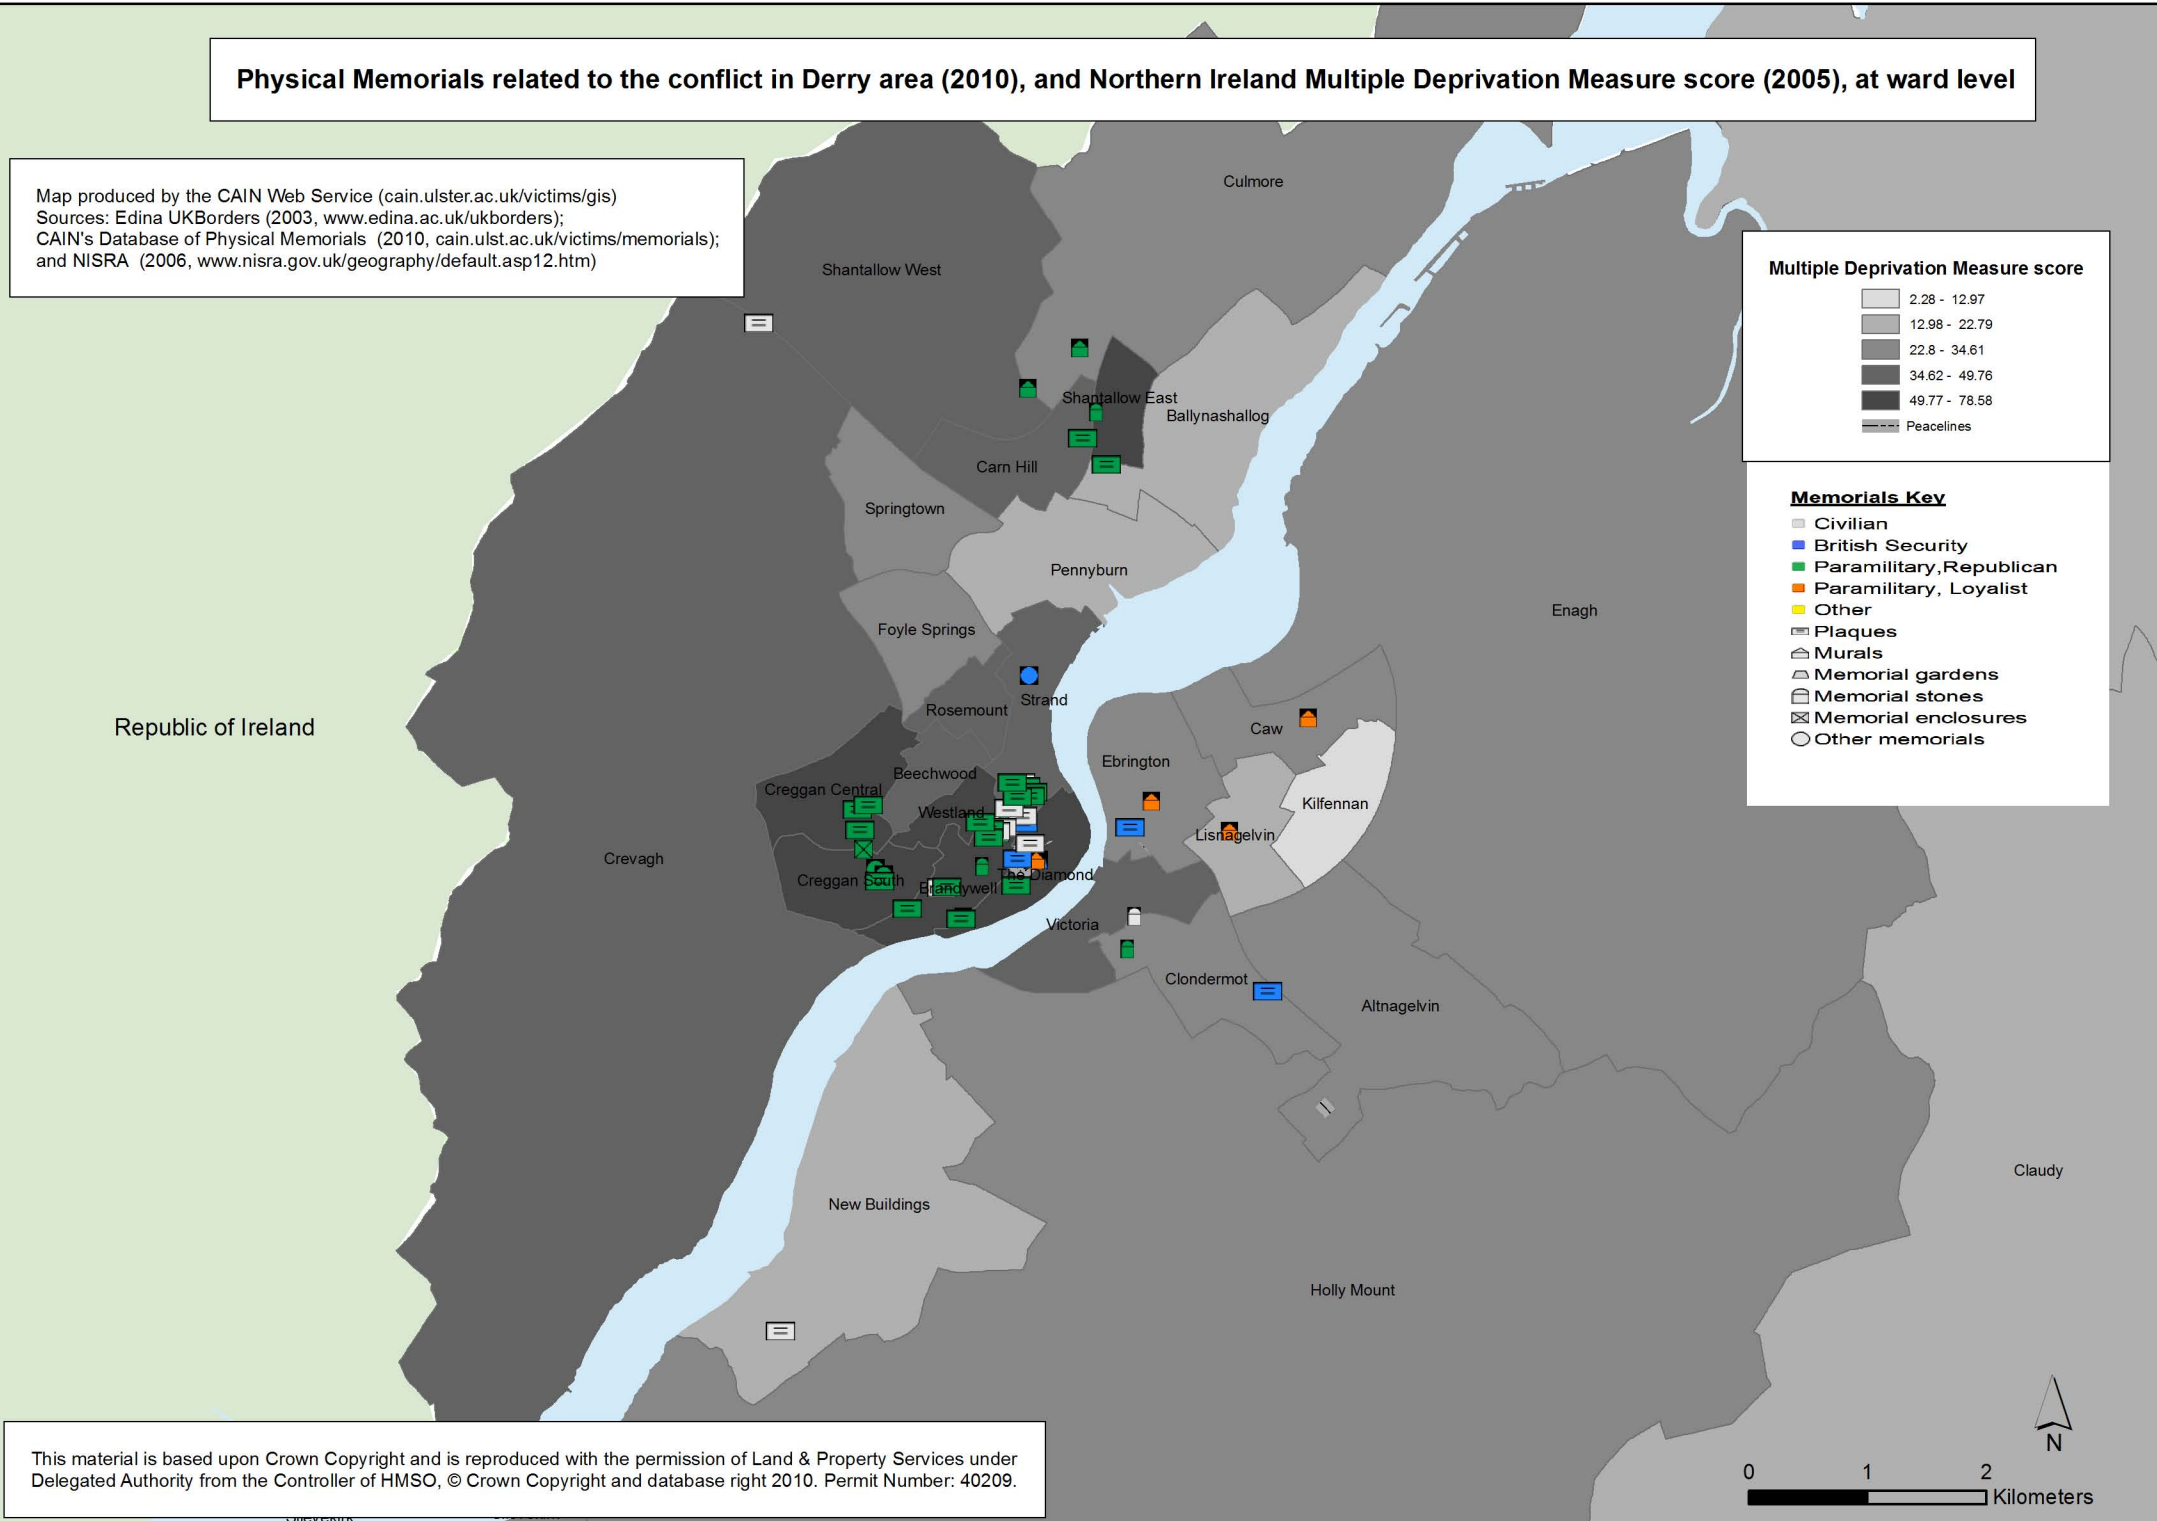 Physical Memorials related to the conflict in Derry area (2010), and Northern Ireland Multiple Deprivation Measure score (2005), at ward level
Map produced by the CAIN Web Service (cain.ulster.ac.uk/victims/gis)
Sources: Edina UKBorders (2003, www.edina.ac.uk/ukborders);
CAIN's Database of Physical Memorials (2010, cain.ulst.ac.uk/victims/memorials);
and NISRA (2006, www.nisra.gov.uk/geography/default.asp12.htm)
Culmore
Shantallow West
Multiple Deprivation Measure score
2.28 - 12.97
12.98 - 22.79
22.8 - 34.61
34.62 - 49.76
49.77 - 78.58
Peacelines
Shantallow East
Ballynashallog
Carn Hill
Springtown
Memorials Key
Civilian
British Security
Paramilitary,Republican
Paramilitary, Loyalist
Other
Plaques
Murals
Memorial gardens
Memorial stones
Memorial enclosures
Other memorials
Pennyburn
Enagh
Foyle Springs
Strand
Rosemount
Republic of Ireland
Caw
Ebrington
Beechwood
Creggan Central
Kilfennan
Westland
Lisnagelvin
Crevagh
The Diamond
Creggan South
Brandywell
Victoria
Clondermot
Altnagelvin
Claudy
New Buildings
Holly Mount
N
0 1 2
Kilometers
This material is based upon Crown Copyright and is reproduced with the permission of Land & Property Services under
Delegated Authority from the Controller of HMSO, © Crown Copyright and database right 2010. Permit Number: 40209.